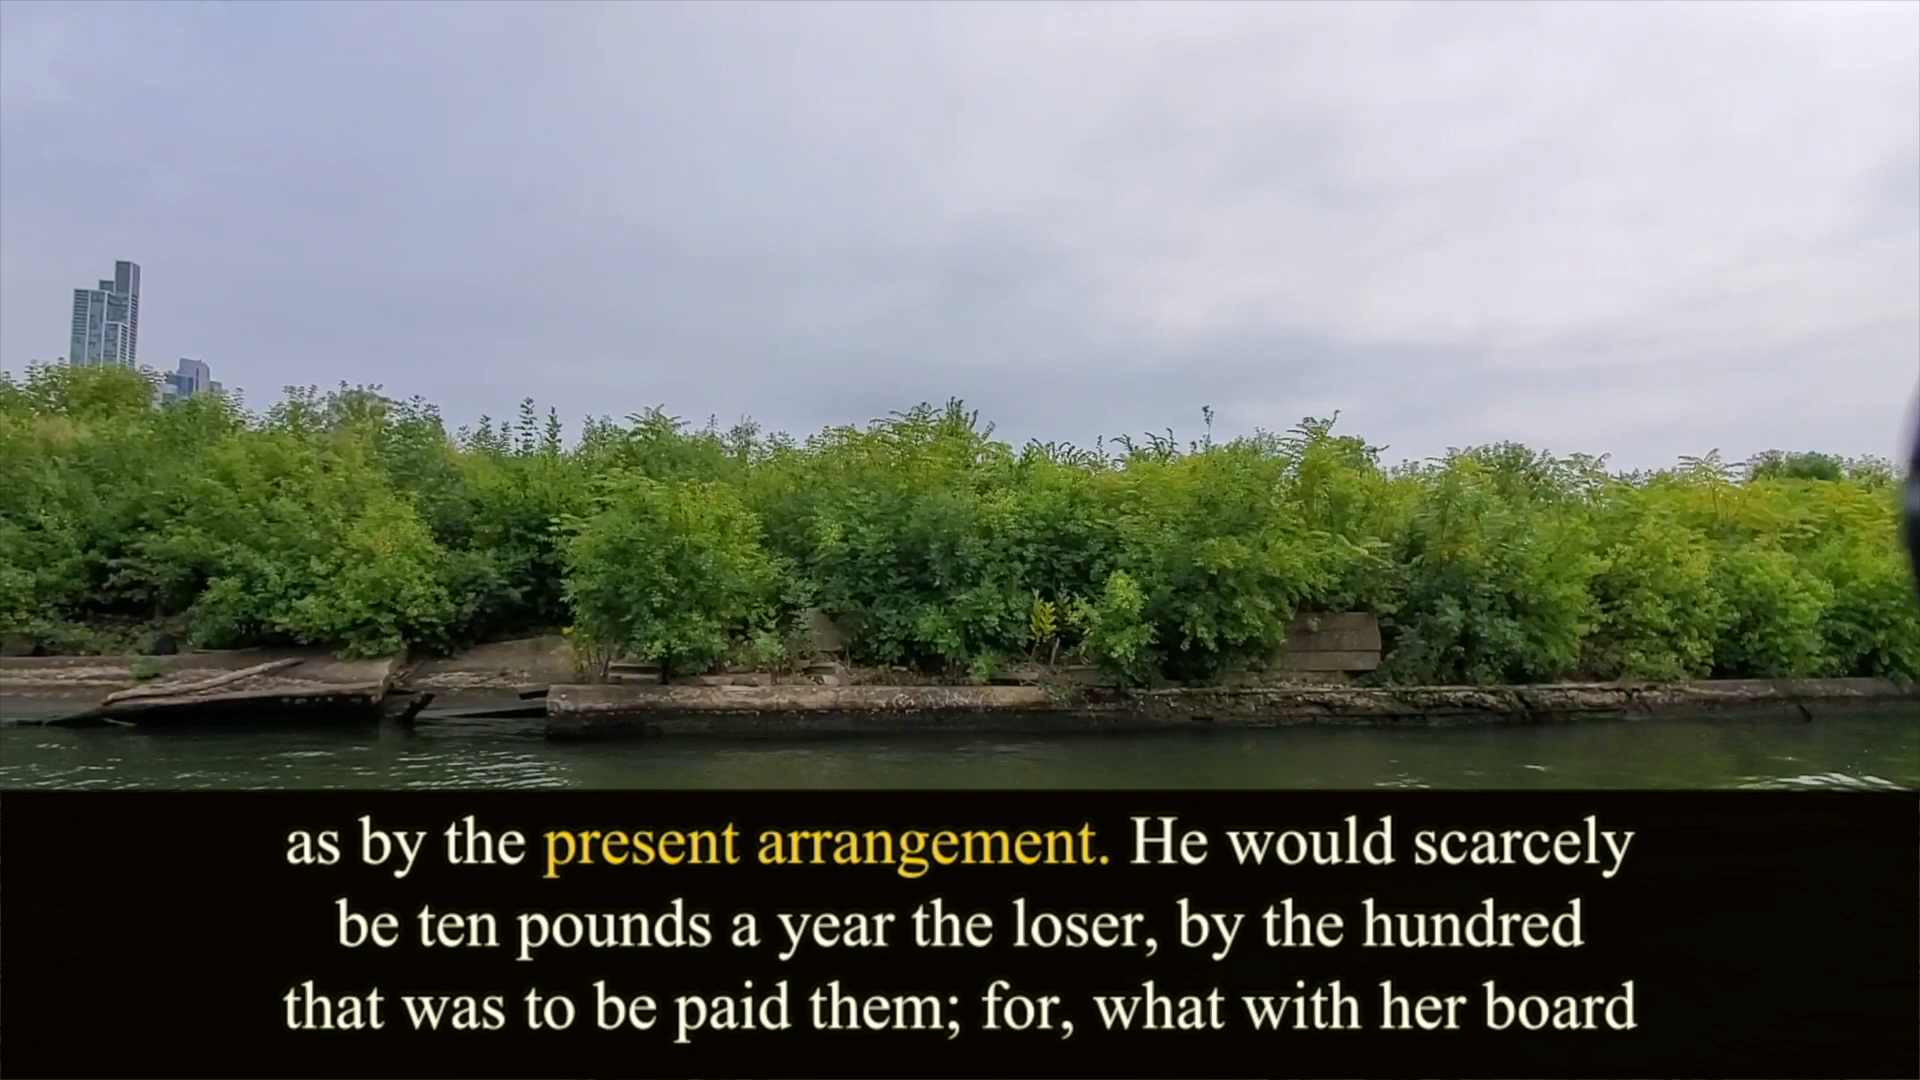 as by the present arrangement. He would scarcely
be ten pounds a year the loser, by the hundred
that was to be paid them; for, what with her board